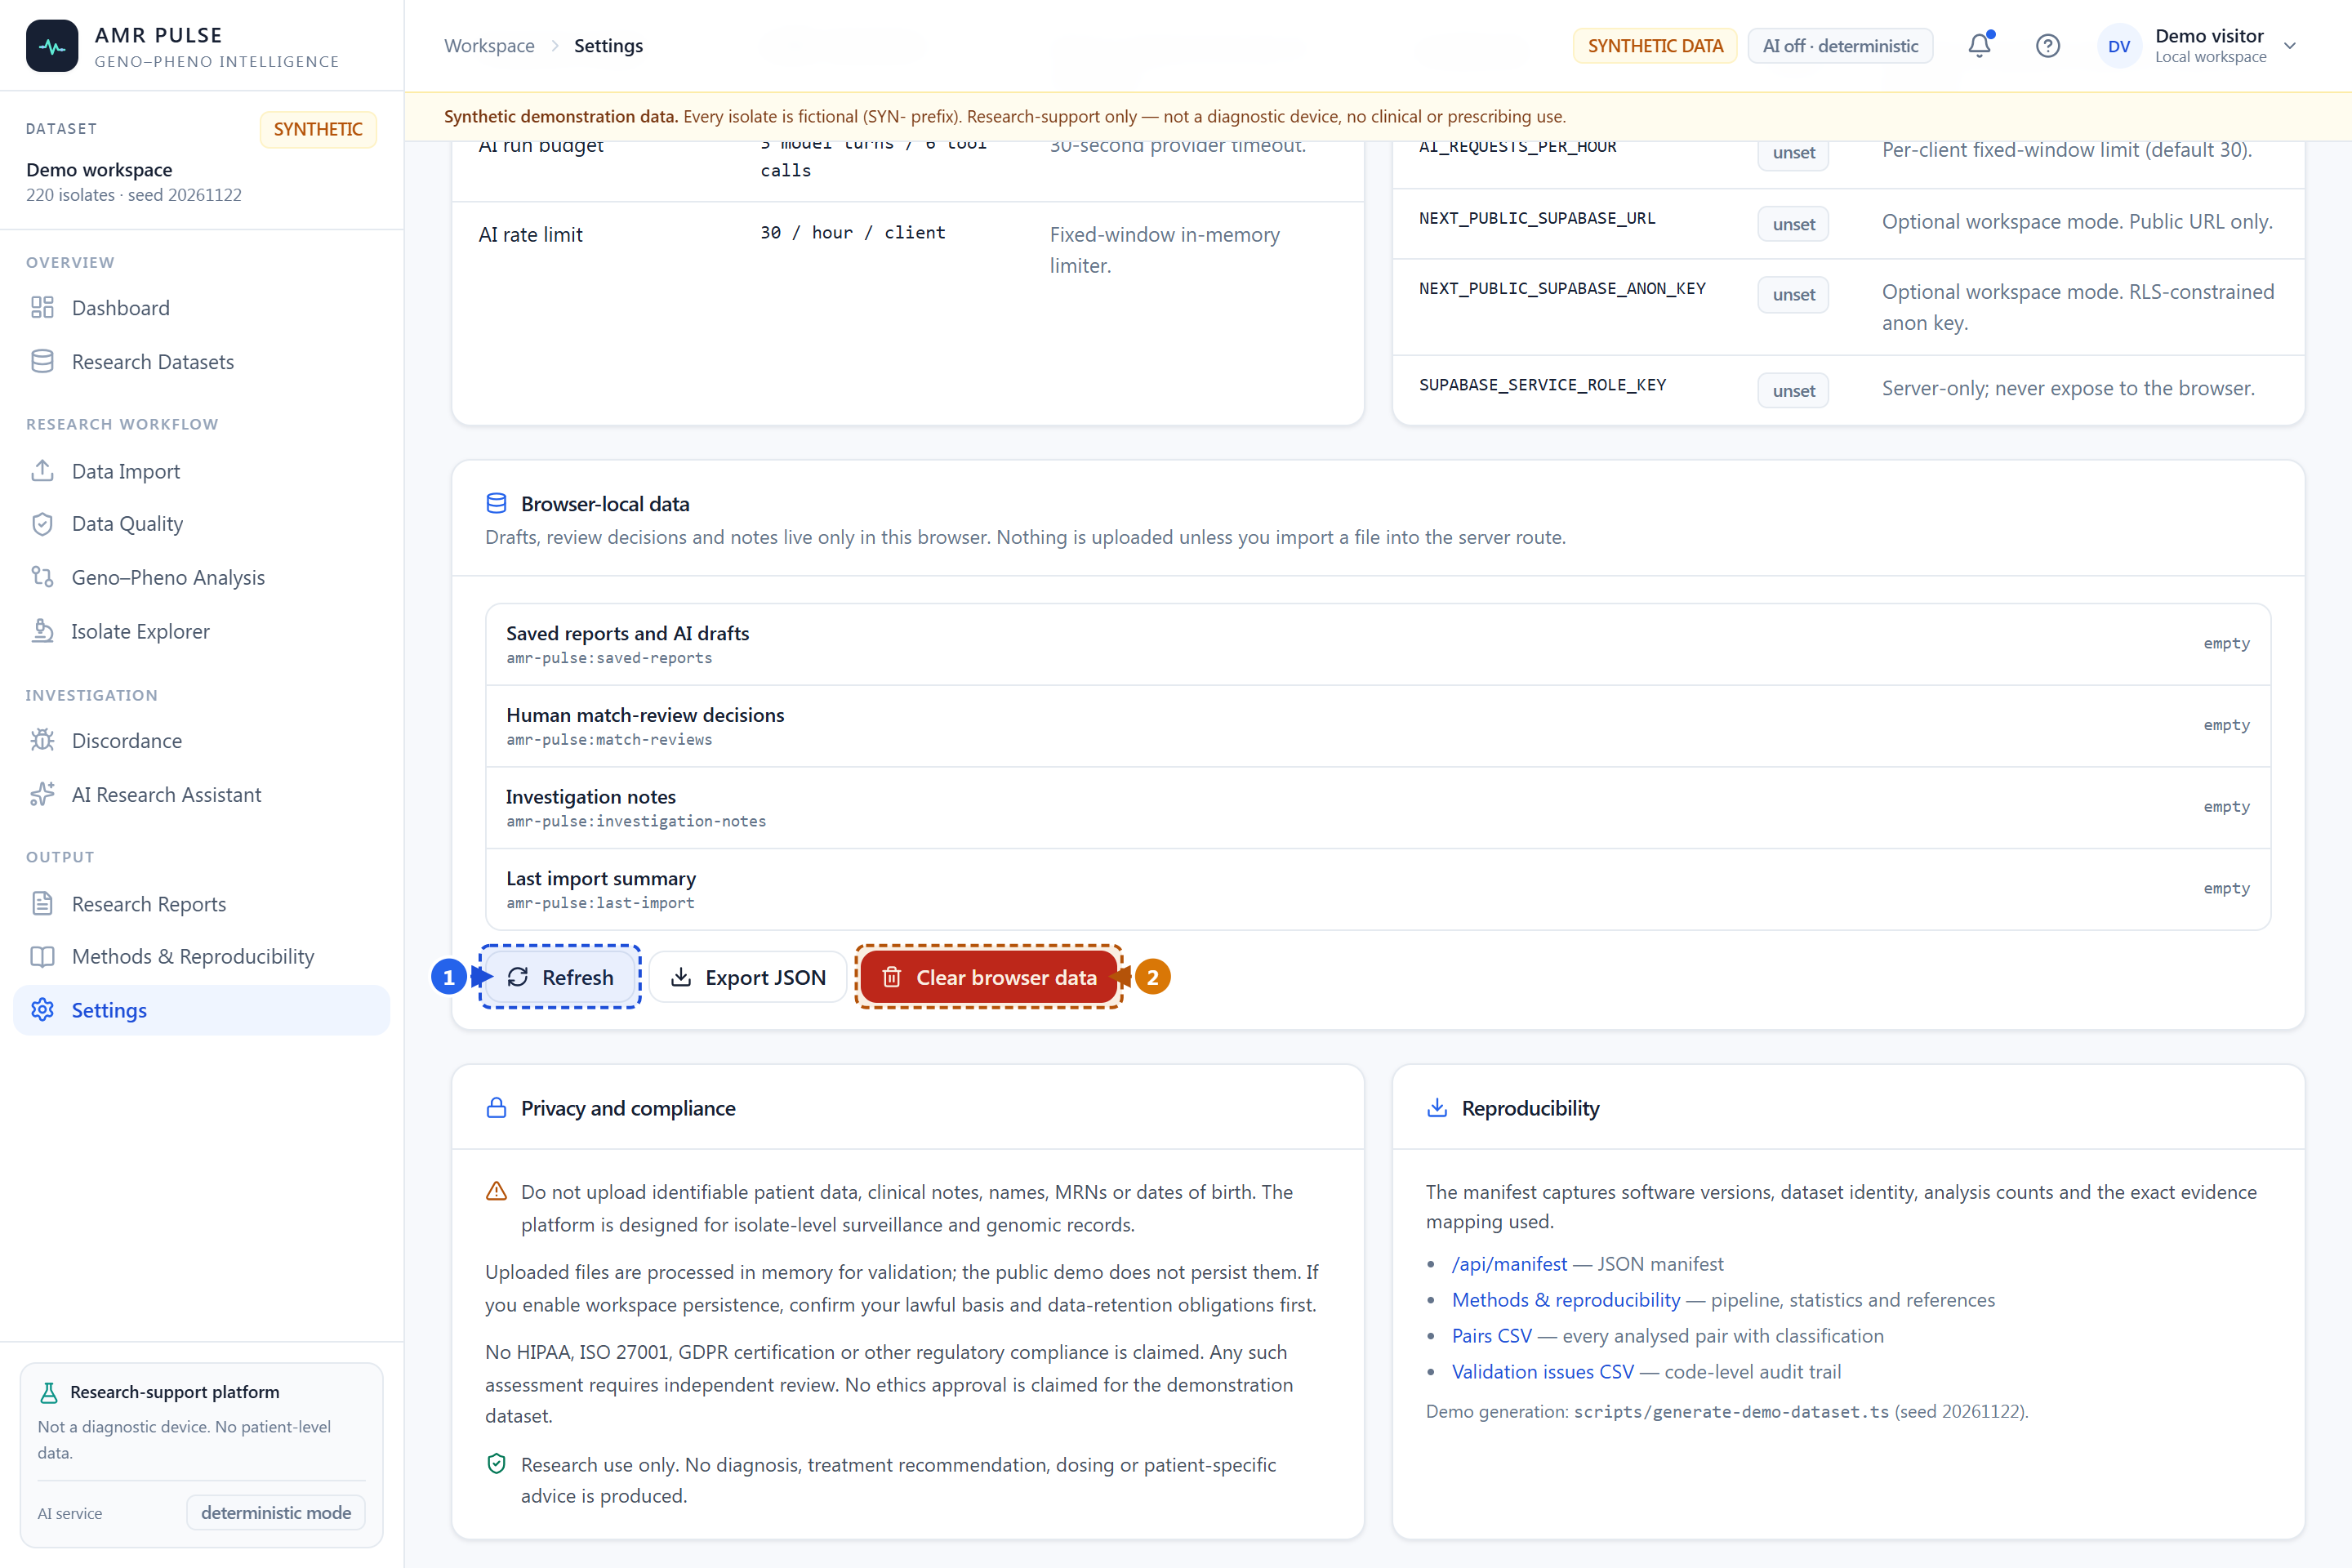 AMR PULSE
GENO–PHENO INTELLIGENCE
DATASET
SYNTHETIC
Demo workspace
220 isolates · seed 20261122
OVERVIEW
Dashboard
Research Datasets
RESEARCH WORKFLOW
Data Import
Data Quality
Geno–Pheno Analysis
Isolate Explorer
INVESTIGATION
Discordance
AI Research Assistant
OUTPUT
Research Reports
Methods & Reproducibility
Settings
Research-support platform
Not a diagnostic device. No patient-level
data.
AI service
deterministic mode
Workspace
Settings
SYNTHETIC DATA
AI off · deterministic
DV
Demo visitor
Local workspace
Synthetic demonstration data. Every isolate is fictional (SYN- prefix). Research-support only — not a diagnostic device, no clinical or prescribing use.
AI run budget
3 model turns / 6 tool
calls
30-second provider timeout.
AI rate limit
30 / hour / client
Fixed-window in-memory
limiter.
AI_REQUESTS_PER_HOUR
unset
Per-client fixed-window limit (default 30).
NEXT_PUBLIC_SUPABASE_URL
unset
Optional workspace mode. Public URL only.
NEXT_PUBLIC_SUPABASE_ANON_KEY
unset
Optional workspace mode. RLS-constrained
anon key.
SUPABASE_SERVICE_ROLE_KEY
unset
Server-only; never expose to the browser.
Browser-local data
Drafts, review decisions and notes live only in this browser. Nothing is uploaded unless you import a file into the server route.
Saved reports and AI drafts
amr-pulse:saved-reports
empty
Human match-review decisions
amr-pulse:match-reviews
empty
Investigation notes
amr-pulse:investigation-notes
empty
Last import summary
amr-pulse:last-import
empty
1
Refresh
Export JSON
Clear browser data
2
Privacy and compliance
Do not upload identifiable patient data, clinical notes, names, MRNs or dates of birth. The
platform is designed for isolate-level surveillance and genomic records.
Uploaded files are processed in memory for validation; the public demo does not persist them. If
you enable workspace persistence, confirm your lawful basis and data-retention obligations first.
No HIPAA, ISO 27001, GDPR certification or other regulatory compliance is claimed. Any such
assessment requires independent review. No ethics approval is claimed for the demonstration
dataset.
Research use only. No diagnosis, treatment recommendation, dosing or patient-specific
advice is produced.
Reproducibility
The manifest captures software versions, dataset identity, analysis counts and the exact evidence
mapping used.
• /api/manifest — JSON manifest
• Methods & reproducibility — pipeline, statistics and references
• Pairs CSV — every analysed pair with classification
• Validation issues CSV — code-level audit trail
Demo generation: scripts/generate-demo-dataset.ts (seed 20261122).